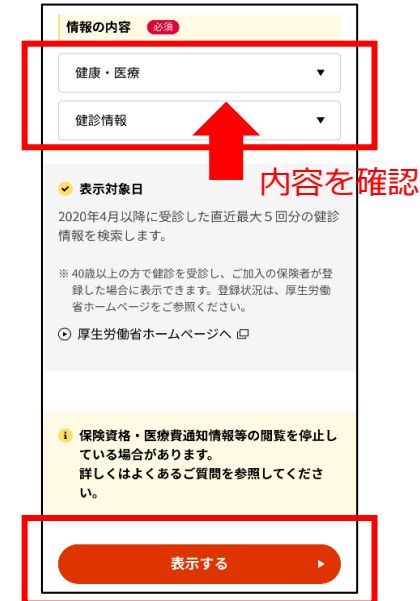 情報の内容 必須
健康・医療 ▼
健診情報 ▼
内容を確認
表示対象日
2020年4月以降に受診した直近最大５回分の健診
情報を検索します。
※ 40歳以上の方で健診を受診し、ご加入の保険者が登
録した場合に表示できます。登録状況は、厚生労働
省ホームページをご参照ください。
厚生労働省ホームページへ
保険資格・医療費通知情報等の閲覧を停止し
ている場合があります。
詳しくはよくあるご質問を参照してくださ
い。
表示する